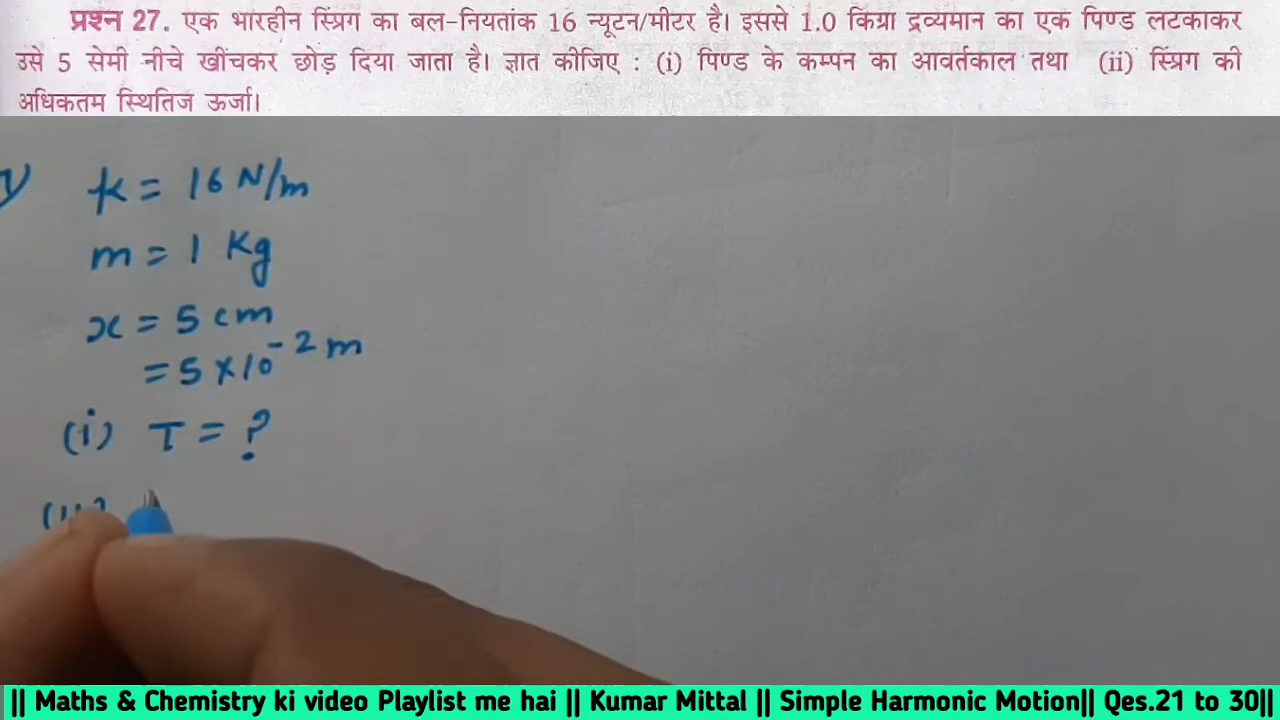 प्रश्न 27. एक भारहीन स्प्रिंग का बल-नियतांक 16 न्यूटन/मीटर है। इससे 1.0 किग्रा द्रव्यमान का एक पिण्ड लटकाकर
उसे 5 सेमी नीचे खींचकर छोड़ दिया जाता है। ज्ञात कीजिए : (i) पिण्ड के कम्पन का आवर्तकाल तथा (ii) स्प्रिंग की
अधिकतम स्थितिज ऊर्जा।
k = 16 N/m
m = 1 Kg
x = 5 cm
= 5 × 10⁻² m
(i) T = ?
|| Maths & Chemistry ki video Playlist me hai || Kumar Mittal || Simple Harmonic Motion|| Qes.21 to 30||